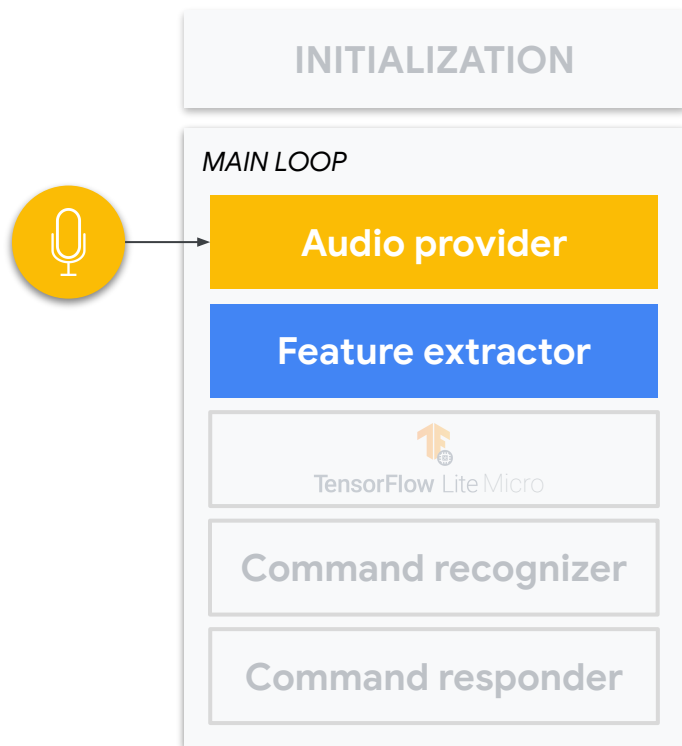 INITIALIZATION
MAIN LOOP
Audio provider
Feature extractor
TensorFlow Lite Micro
Command recognizer
Command responder